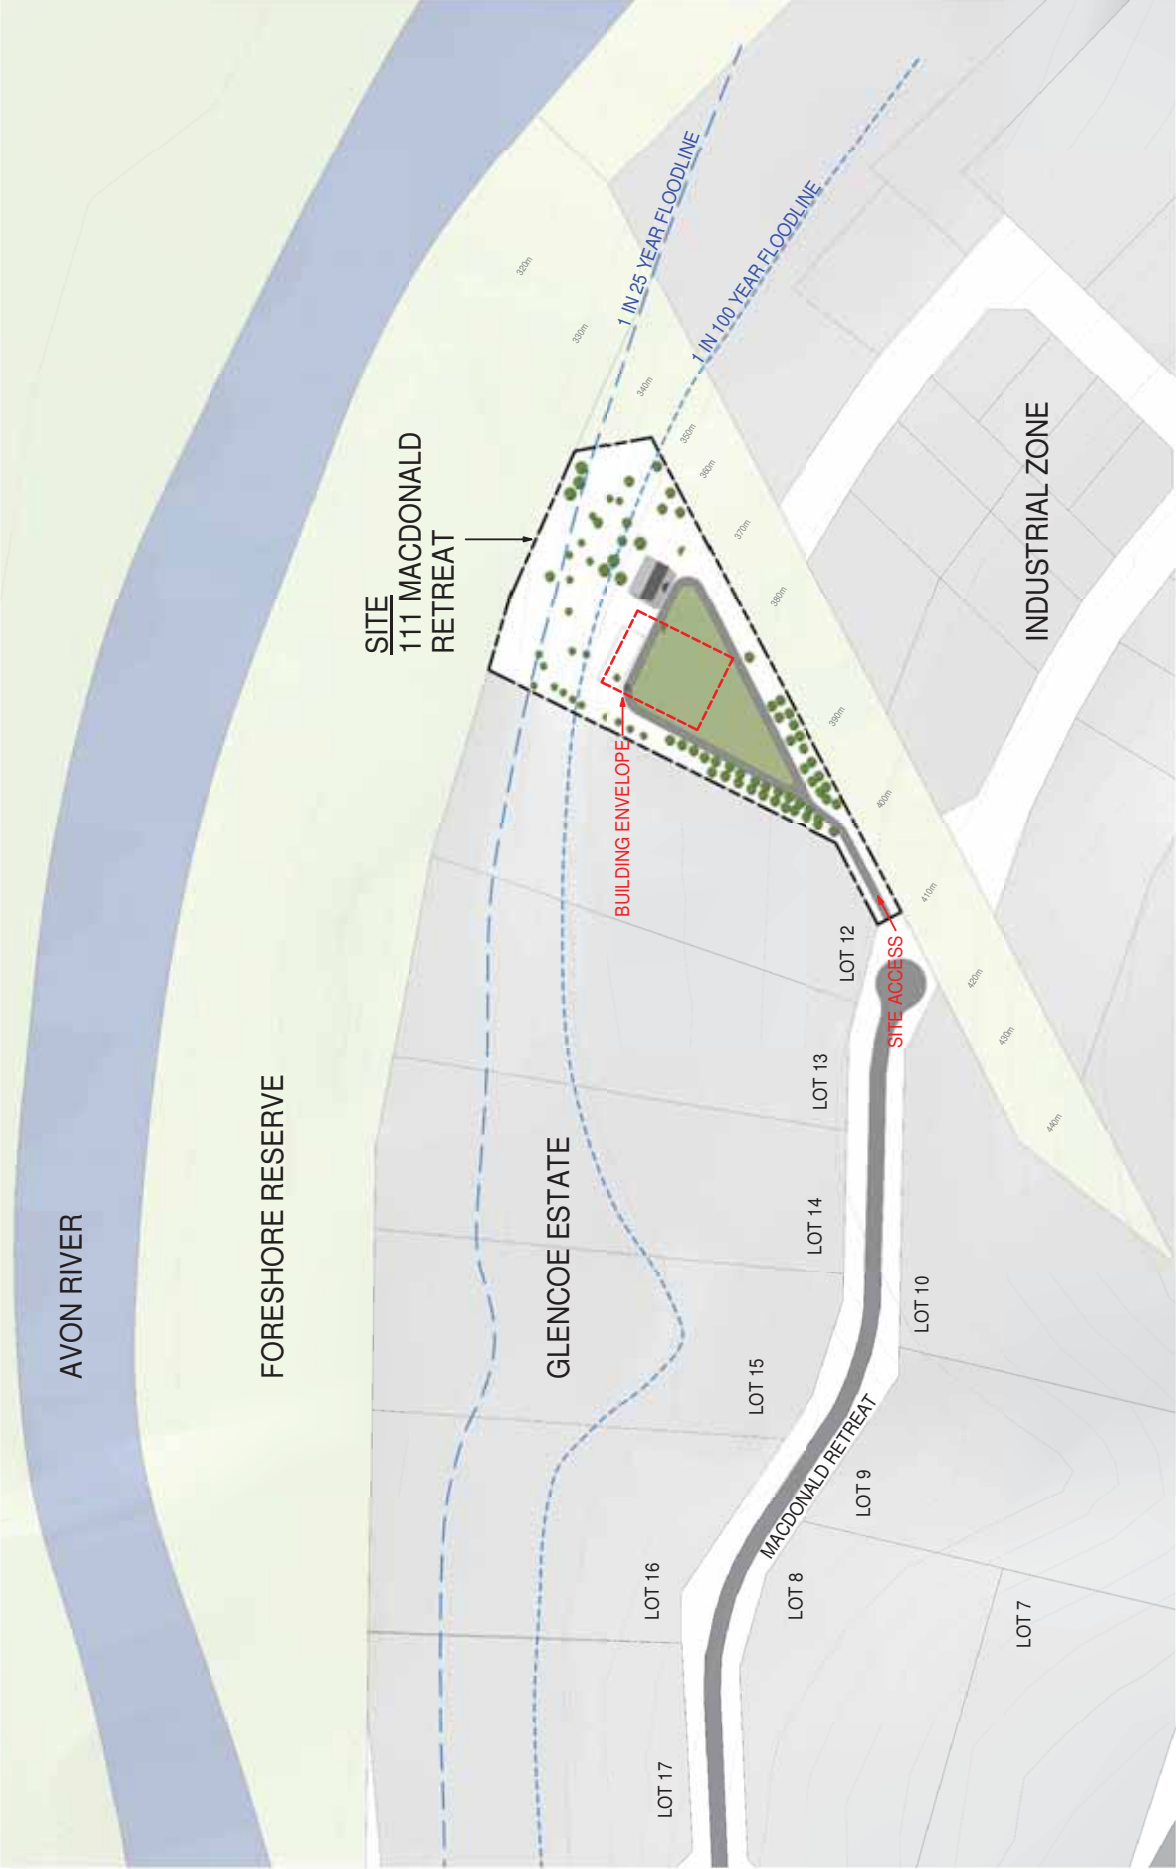 AVON RIVER
FORESHORE RESERVE
SITE
111 MACDONALD
RETREAT
GLENCOE ESTATE
1 IN 25 YEAR FLOODLINE
1 IN 100 YEAR FLOODLINE
BUILDING ENVELOPE
SITE ACCESS
INDUSTRIAL ZONE
MACDONALD RETREAT
LOT 17
LOT 16
LOT 15
LOT 14
LOT 13
LOT 12
LOT 10
LOT 9
LOT 8
LOT 7
320m
330m
340m
350m
360m
370m
380m
390m
400m
410m
420m
430m
440m